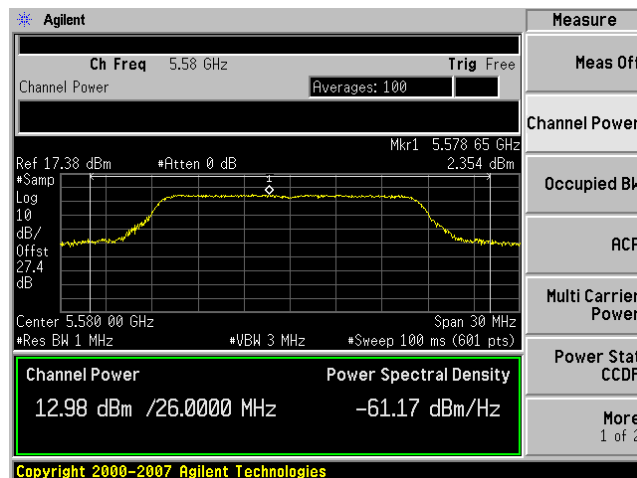 Agilent
Measure
Ch Freq 5.58 GHz Trig Free
Channel Power Averages: 100
Mkr1 5.578 65 GHz
Ref 17.38 dBm #Atten 0 dB 2.354 dBm
#Samp
Log
10
dB/
Offst
27.4
dB
1
Center 5.580 00 GHz Span 30 MHz
#Res BW 1 MHz #VBW 3 MHz #Sweep 100 ms (601 pts)
Channel Power Power Spectral Density
12.98 dBm /26.0000 MHz -61.17 dBm/Hz
Copyright 2000-2007 Agilent Technologies
Meas Off
Channel Power
Occupied BW
ACP
Multi Carrier
Power
Power Stat
CCDF
More
1 of 2